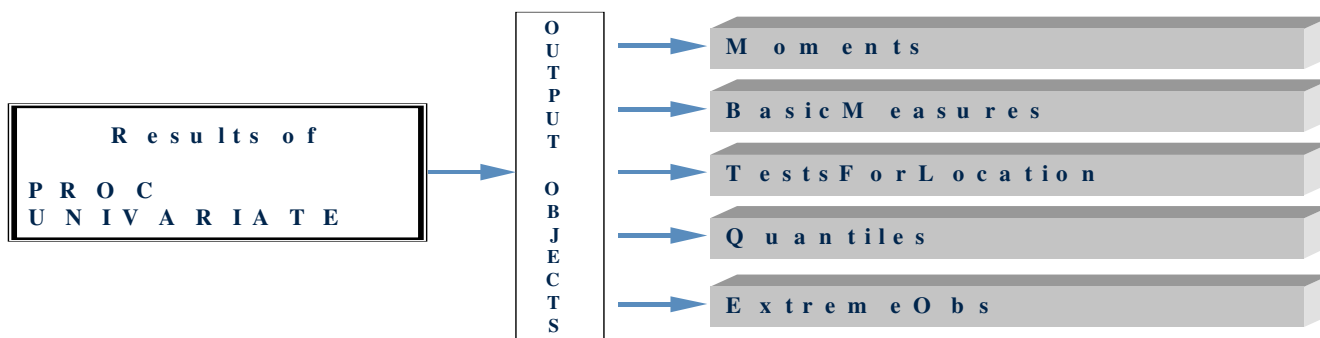 Results of
PROC
UNIVARIATE
OUTPUT OBJECTS
Moments
BasicMeasures
TestsForLocation
Quantiles
ExtremeObs